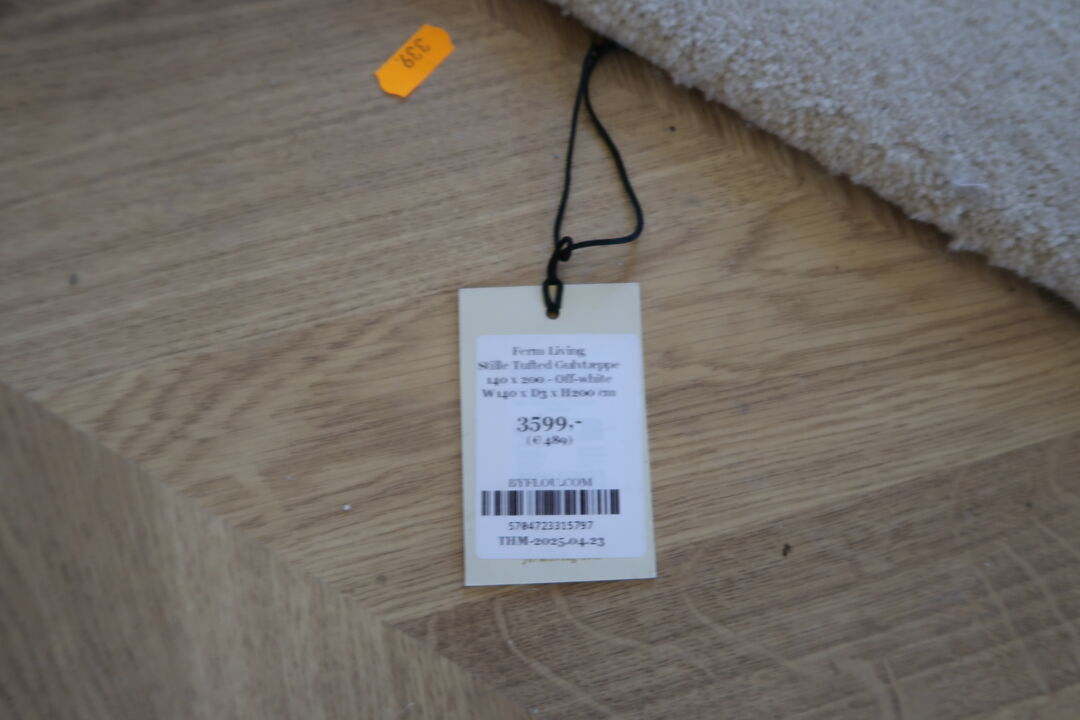 339
Ferm Living
Stille Tufted Gulvtæppe
140 x 200 - Off-white
W140 x D3 x H200 cm
3599,-
(€489)
BYFLOU.COM
5704723315797
THM-2025.04.23